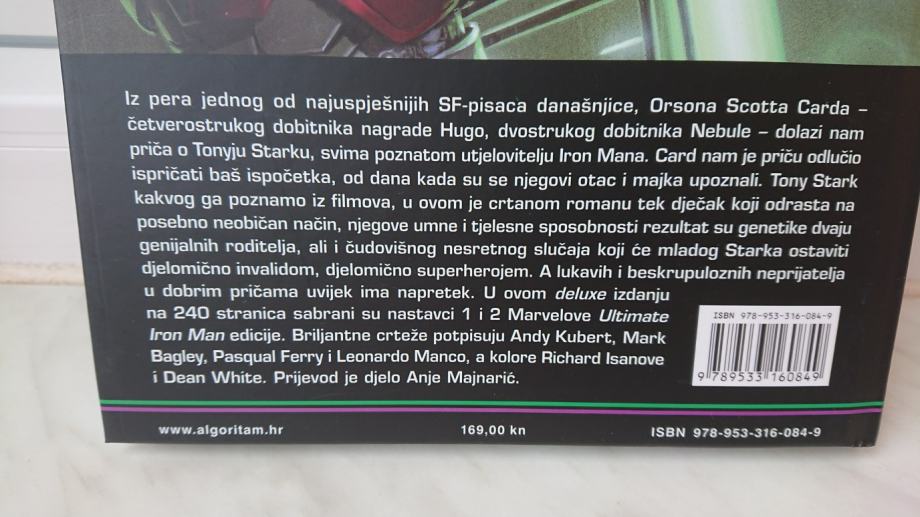 Iz pera jednog od najuspješnijih SF-pisaca današnjice, Orsona Scotta Carda –
četverostrukog dobitnika nagrade Hugo, dvostrukog dobitnika Nebule – dolazi nam
priča o Tonyju Starku, svima poznatom utjelovitelju Iron Mana. Card nam je priču odlučio
ispričati baš ispočetka, od dana kada su se njegovi otac i majka upoznali. Tony Stark
kakvog ga poznamo iz filmova, u ovom je crtanom romanu tek dječak koji odrasta na
posebno neobičan način, njegove umne i tjelesne sposobnosti rezultat su genetike dvaju
genijalnih roditelja, ali i čudovišnog nesretnog slučaja koji će mladog Starka ostaviti
djelomično invalidom, djelomično superherojem. A lukavih i beskrupuloznih neprijatelja
u dobrim pričama uvijek ima napretek. U ovom deluxe izdanju
na 240 stranica sabrani su nastavci 1 i 2 Marvelove Ultimate
Iron Man edicije. Briljantne crteže potpisuju Andy Kubert, Mark
Bagley, Pasqual Ferry i Leonardo Manco, a kolore Richard Isanove
i Dean White. Prijevod je djelo Anje Majnarić.
ISBN 978-953-316-084-9
9 789533 160849
www.algoritam.hr 169,00 kn ISBN 978-953-316-084-9